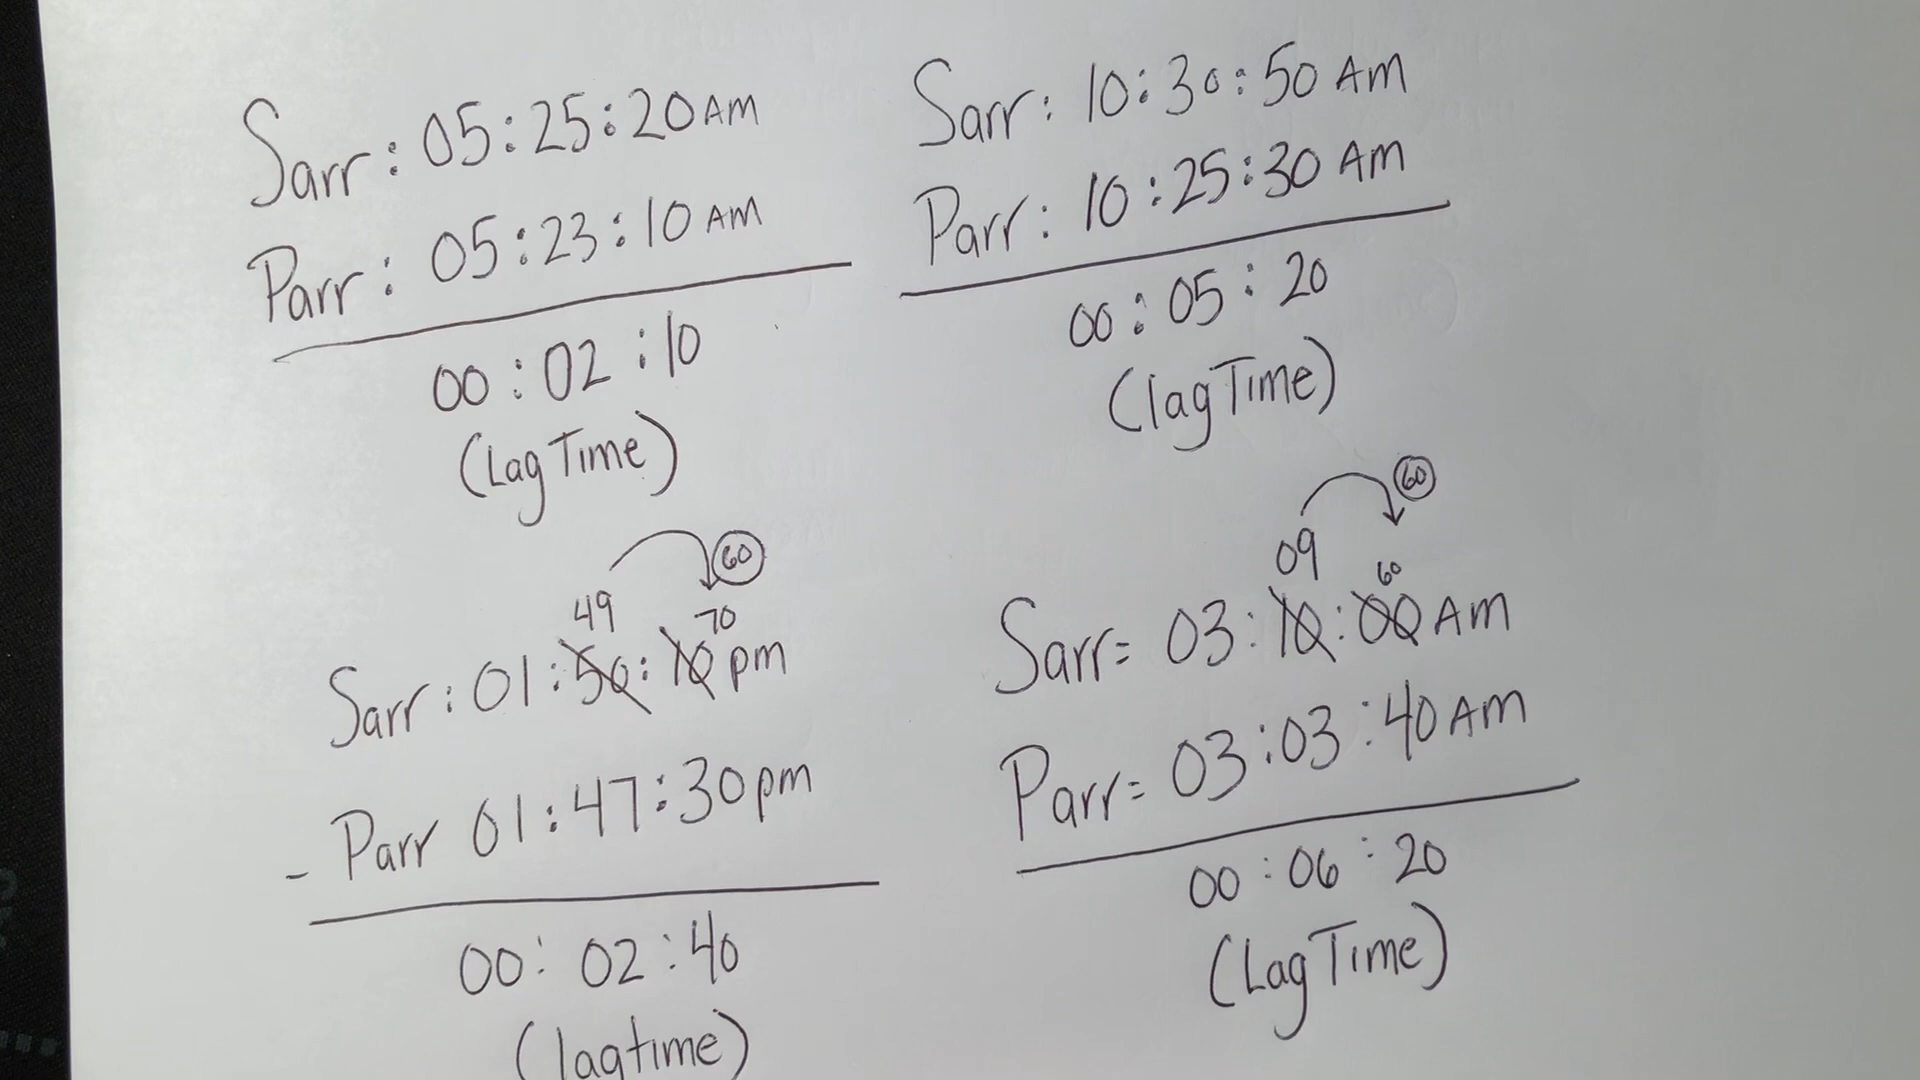 Sarr: 05:25:20 AM
Parr: 05:23:10 AM
00:02:10
(Lag Time)
Sarr: 10:30:50 Am
Parr: 10:25:30 Am
00:05:20
(lag Time)
60
49 70
Sarr: 01:50:10 pm
- Parr 01:47:30 pm
00:02:40
(lagtime)
60
09 60
Sarr= 03:10:00 Am
Parr= 03:03:40 Am
00:06:20
(Lag Time)